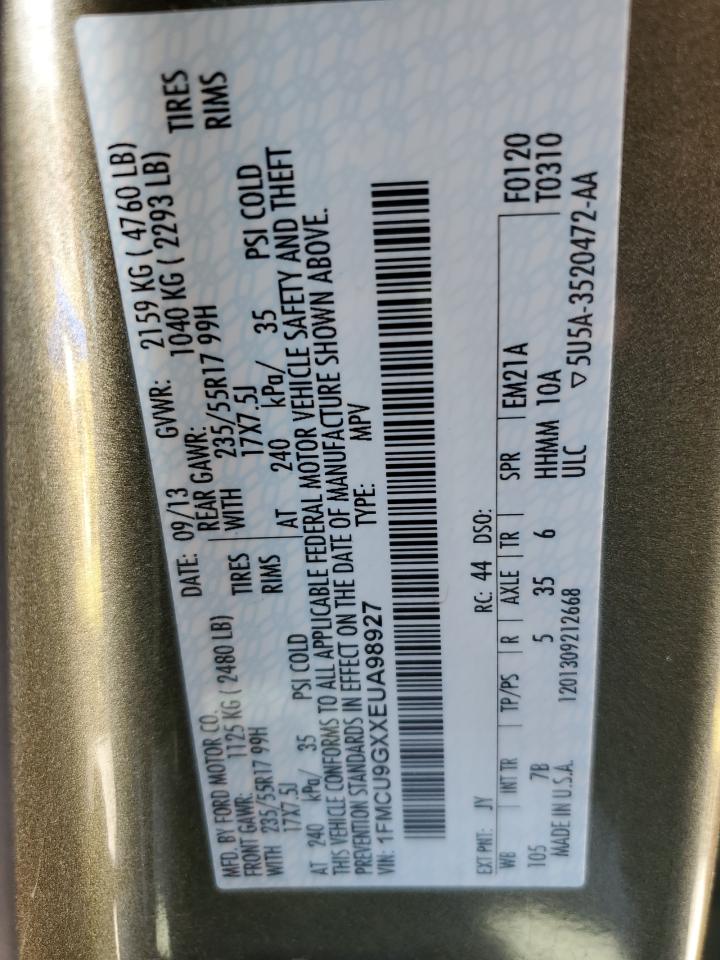 MFD. BY FORD MOTOR CO. DATE: 09/13 GVWR: 2159 KG ( 4760 LB)
FRONT GAWR: 1125 KG ( 2480 LB) REAR GAWR: 1040 KG ( 2293 LB)
WITH 235/55R17 99H TIRES WITH 235/55R17 99H TIRES
17X7.5J RIMS 17X7.5J RIMS
AT 240 kPa/ 35 PSI COLD AT 240 kPa/ 35 PSI COLD
THIS VEHICLE CONFORMS TO ALL APPLICABLE FEDERAL MOTOR VEHICLE SAFETY AND THEFT
PREVENTION STANDARDS IN EFFECT ON THE DATE OF MANUFACTURE SHOWN ABOVE.
VIN: 1FMCU9GXXEUA98927 TYPE: MPV
EXT PNT: JY RC: 44 DSO:
WB INT TR TP/PS R AXLE TR SPR EM21A F0120
105 7B 5 35 6 HHMM 10A T0310
MADE IN U.S.A. 1201309212668 ULC ▽5U5A-3520472-AA